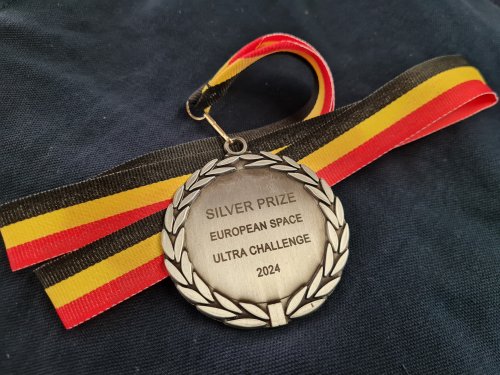 SILVER PRIZE
EUROPEAN SPACE
ULTRA CHALLENGE
2024